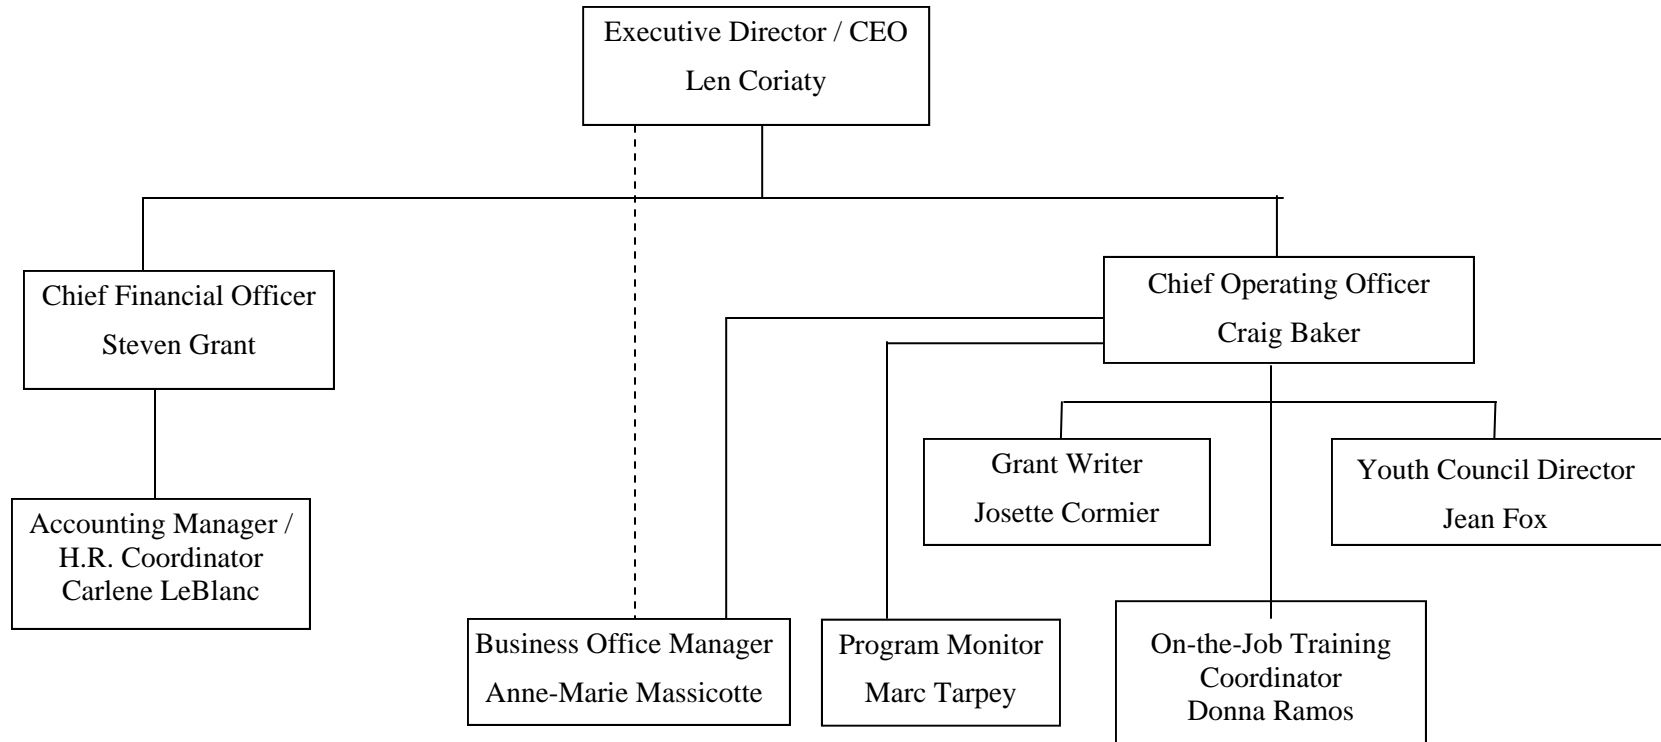 Executive Director / CEO
Len Coriaty
Chief Financial Officer
Steven Grant
Chief Operating Officer
Craig Baker
Grant Writer
Josette Cormier
Youth Council Director
Jean Fox
Accounting Manager /
H.R. Coordinator
Carlene LeBlanc
Business Office Manager
Anne-Marie Massicotte
Program Monitor
Marc Tarpey
On-the-Job Training
Coordinator
Donna Ramos